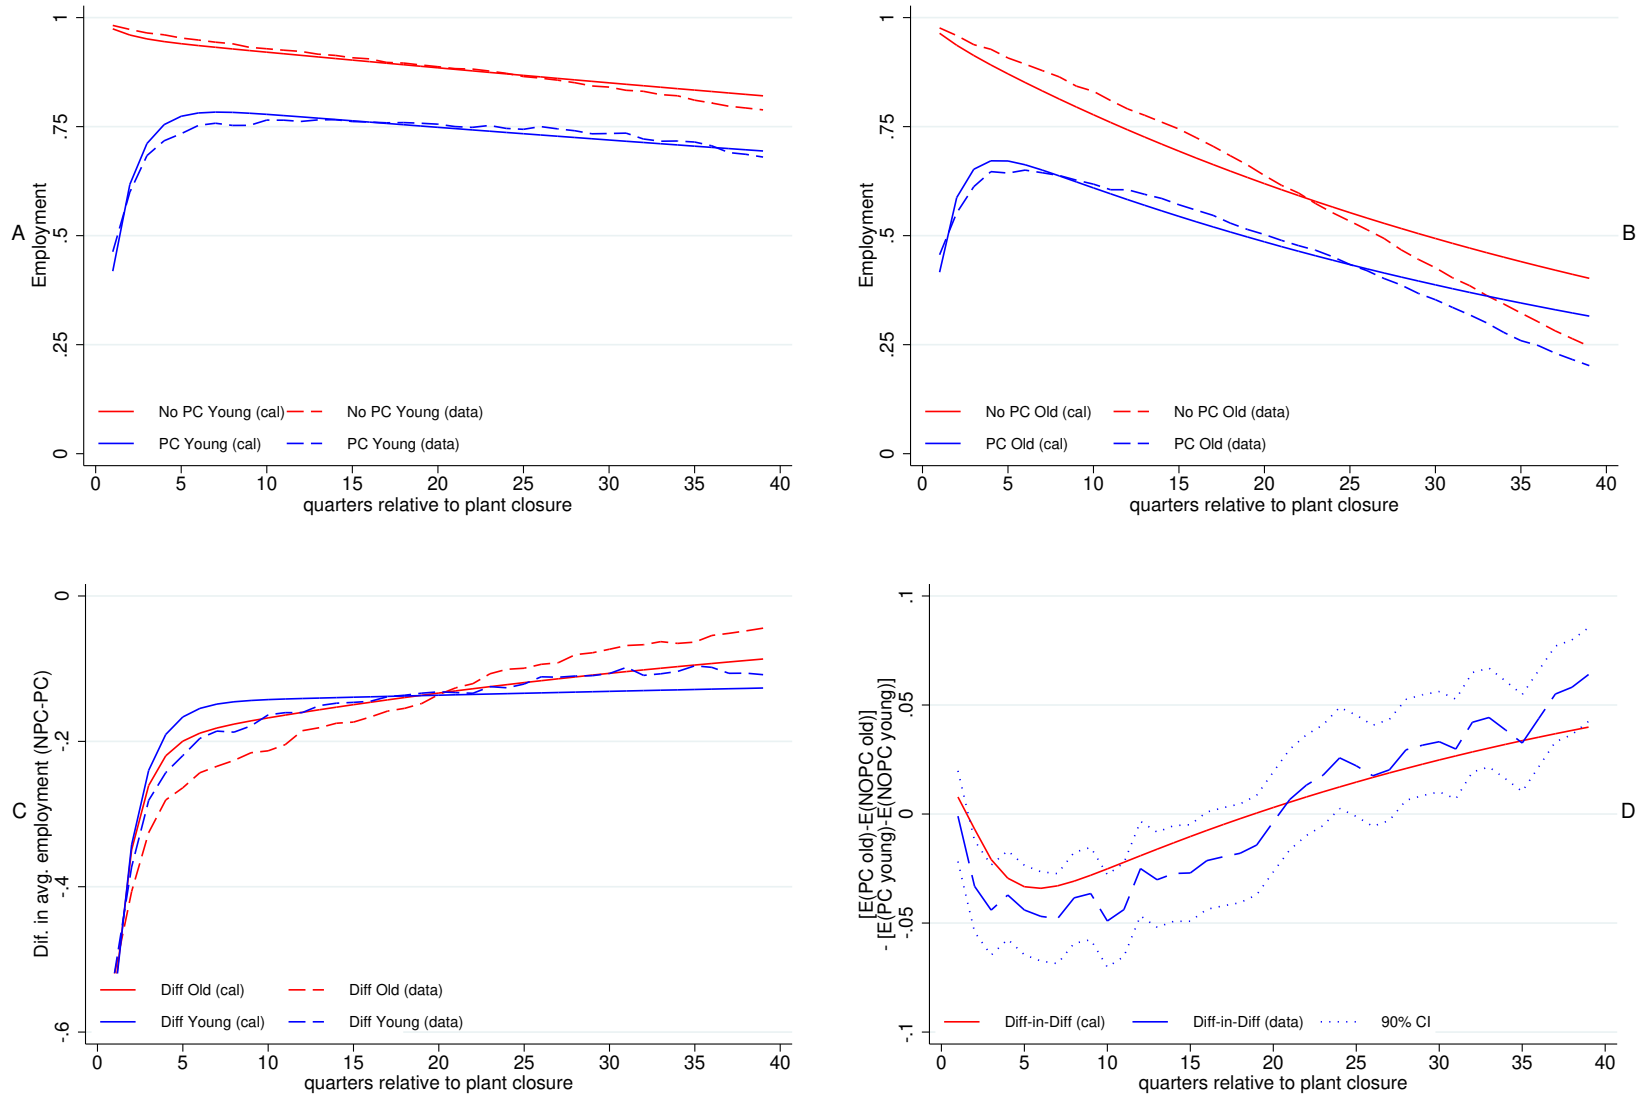 A
Employment
1
.75
.5
.25
0
No PC Young (cal)
No PC Young (data)
PC Young (cal)
PC Young (data)
0 5 10 15 20 25 30 35 40
quarters relative to plant closure
B
Employment
1
.75
.5
.25
0
No PC Old (cal)
No PC Old (data)
PC Old (cal)
PC Old (data)
0 5 10 15 20 25 30 35 40
quarters relative to plant closure
C
Dif. in avg. employment (NPC-PC)
0
-.2
-.4
-.6
Diff Old (cal)
Diff Old (data)
Diff Young (cal)
Diff Young (data)
0 5 10 15 20 25 30 35 40
quarters relative to plant closure
D
[E(PC old)-E(NOPC old)]
- [E(PC young)-E(NOPC young)]
.1
.05
0
-.05
-.1
Diff-in-Diff (cal)
Diff-in-Diff (data)
90% CI
0 5 10 15 20 25 30 35 40
quarters relative to plant closure